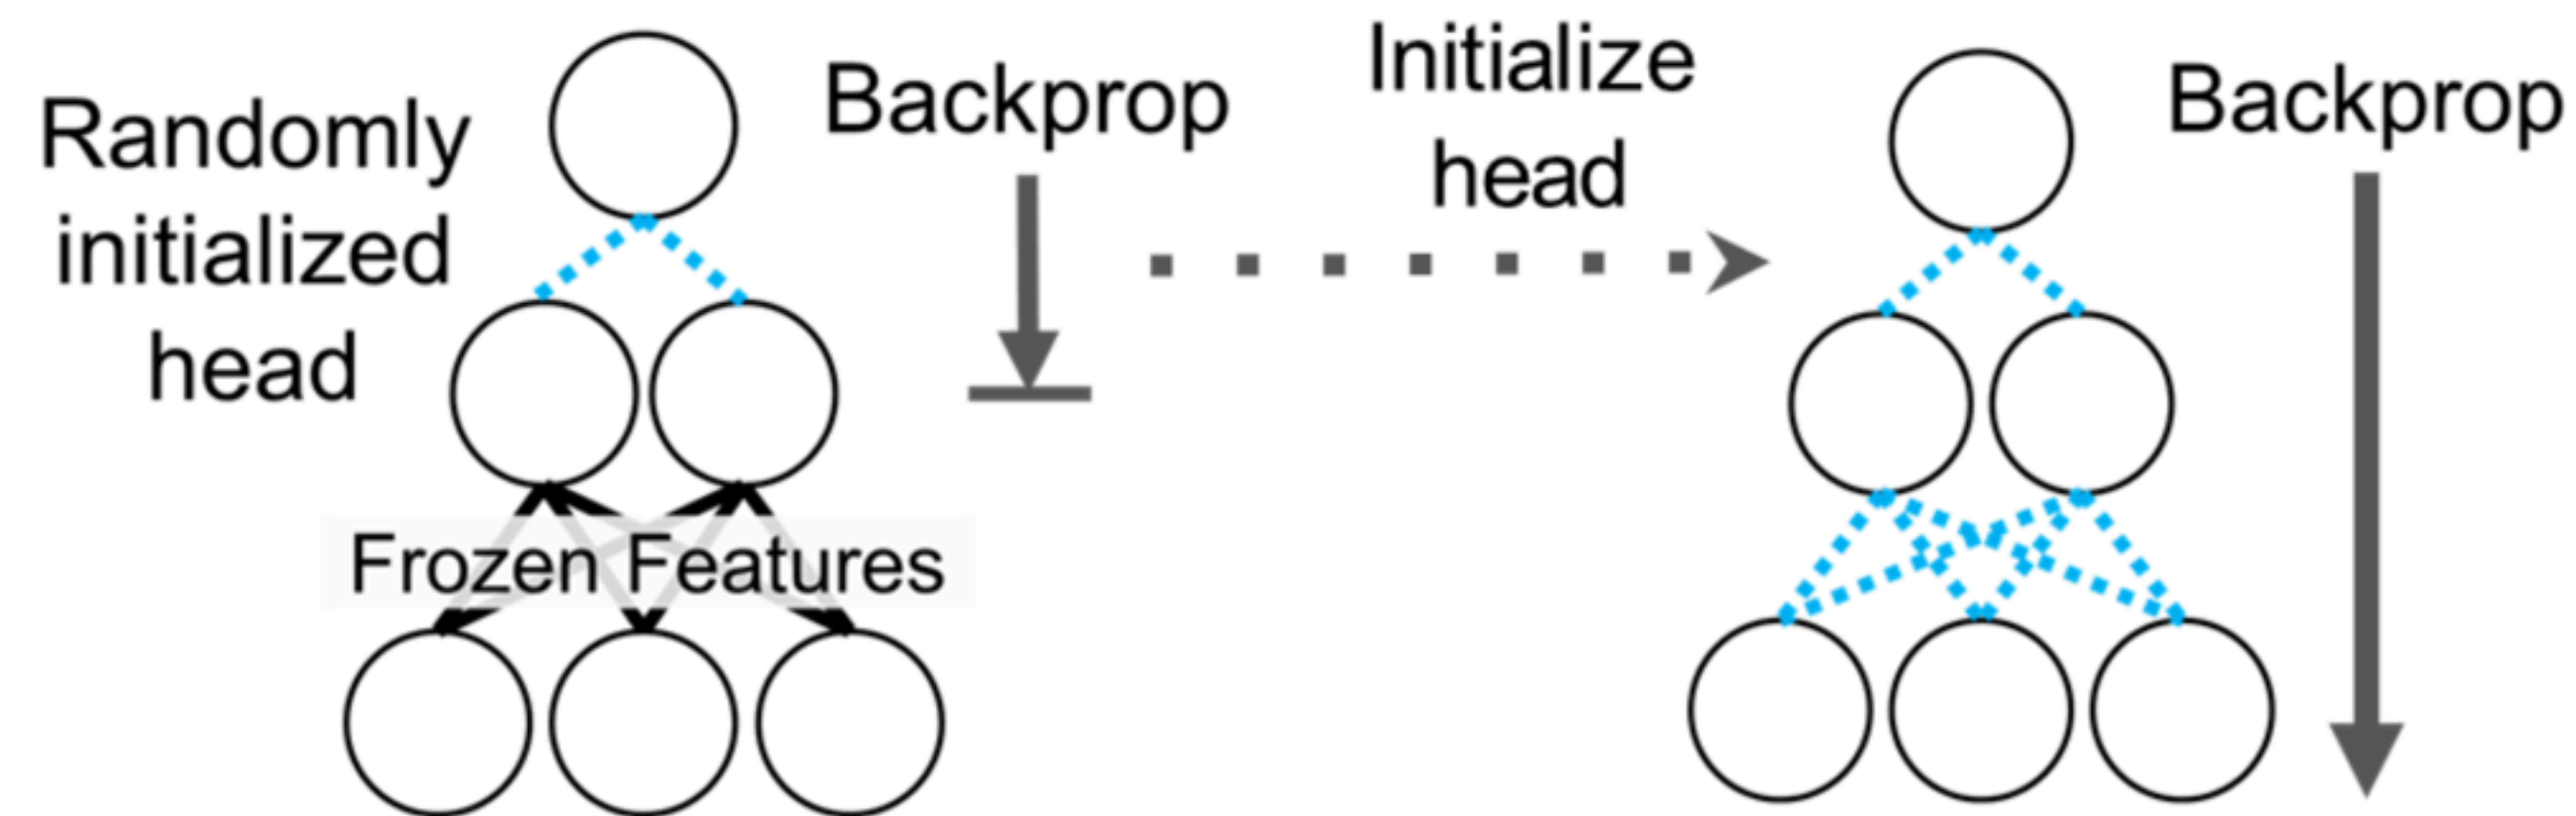 Randomly
initialized
head
Backprop
Frozen Features
Initialize
head
Backprop